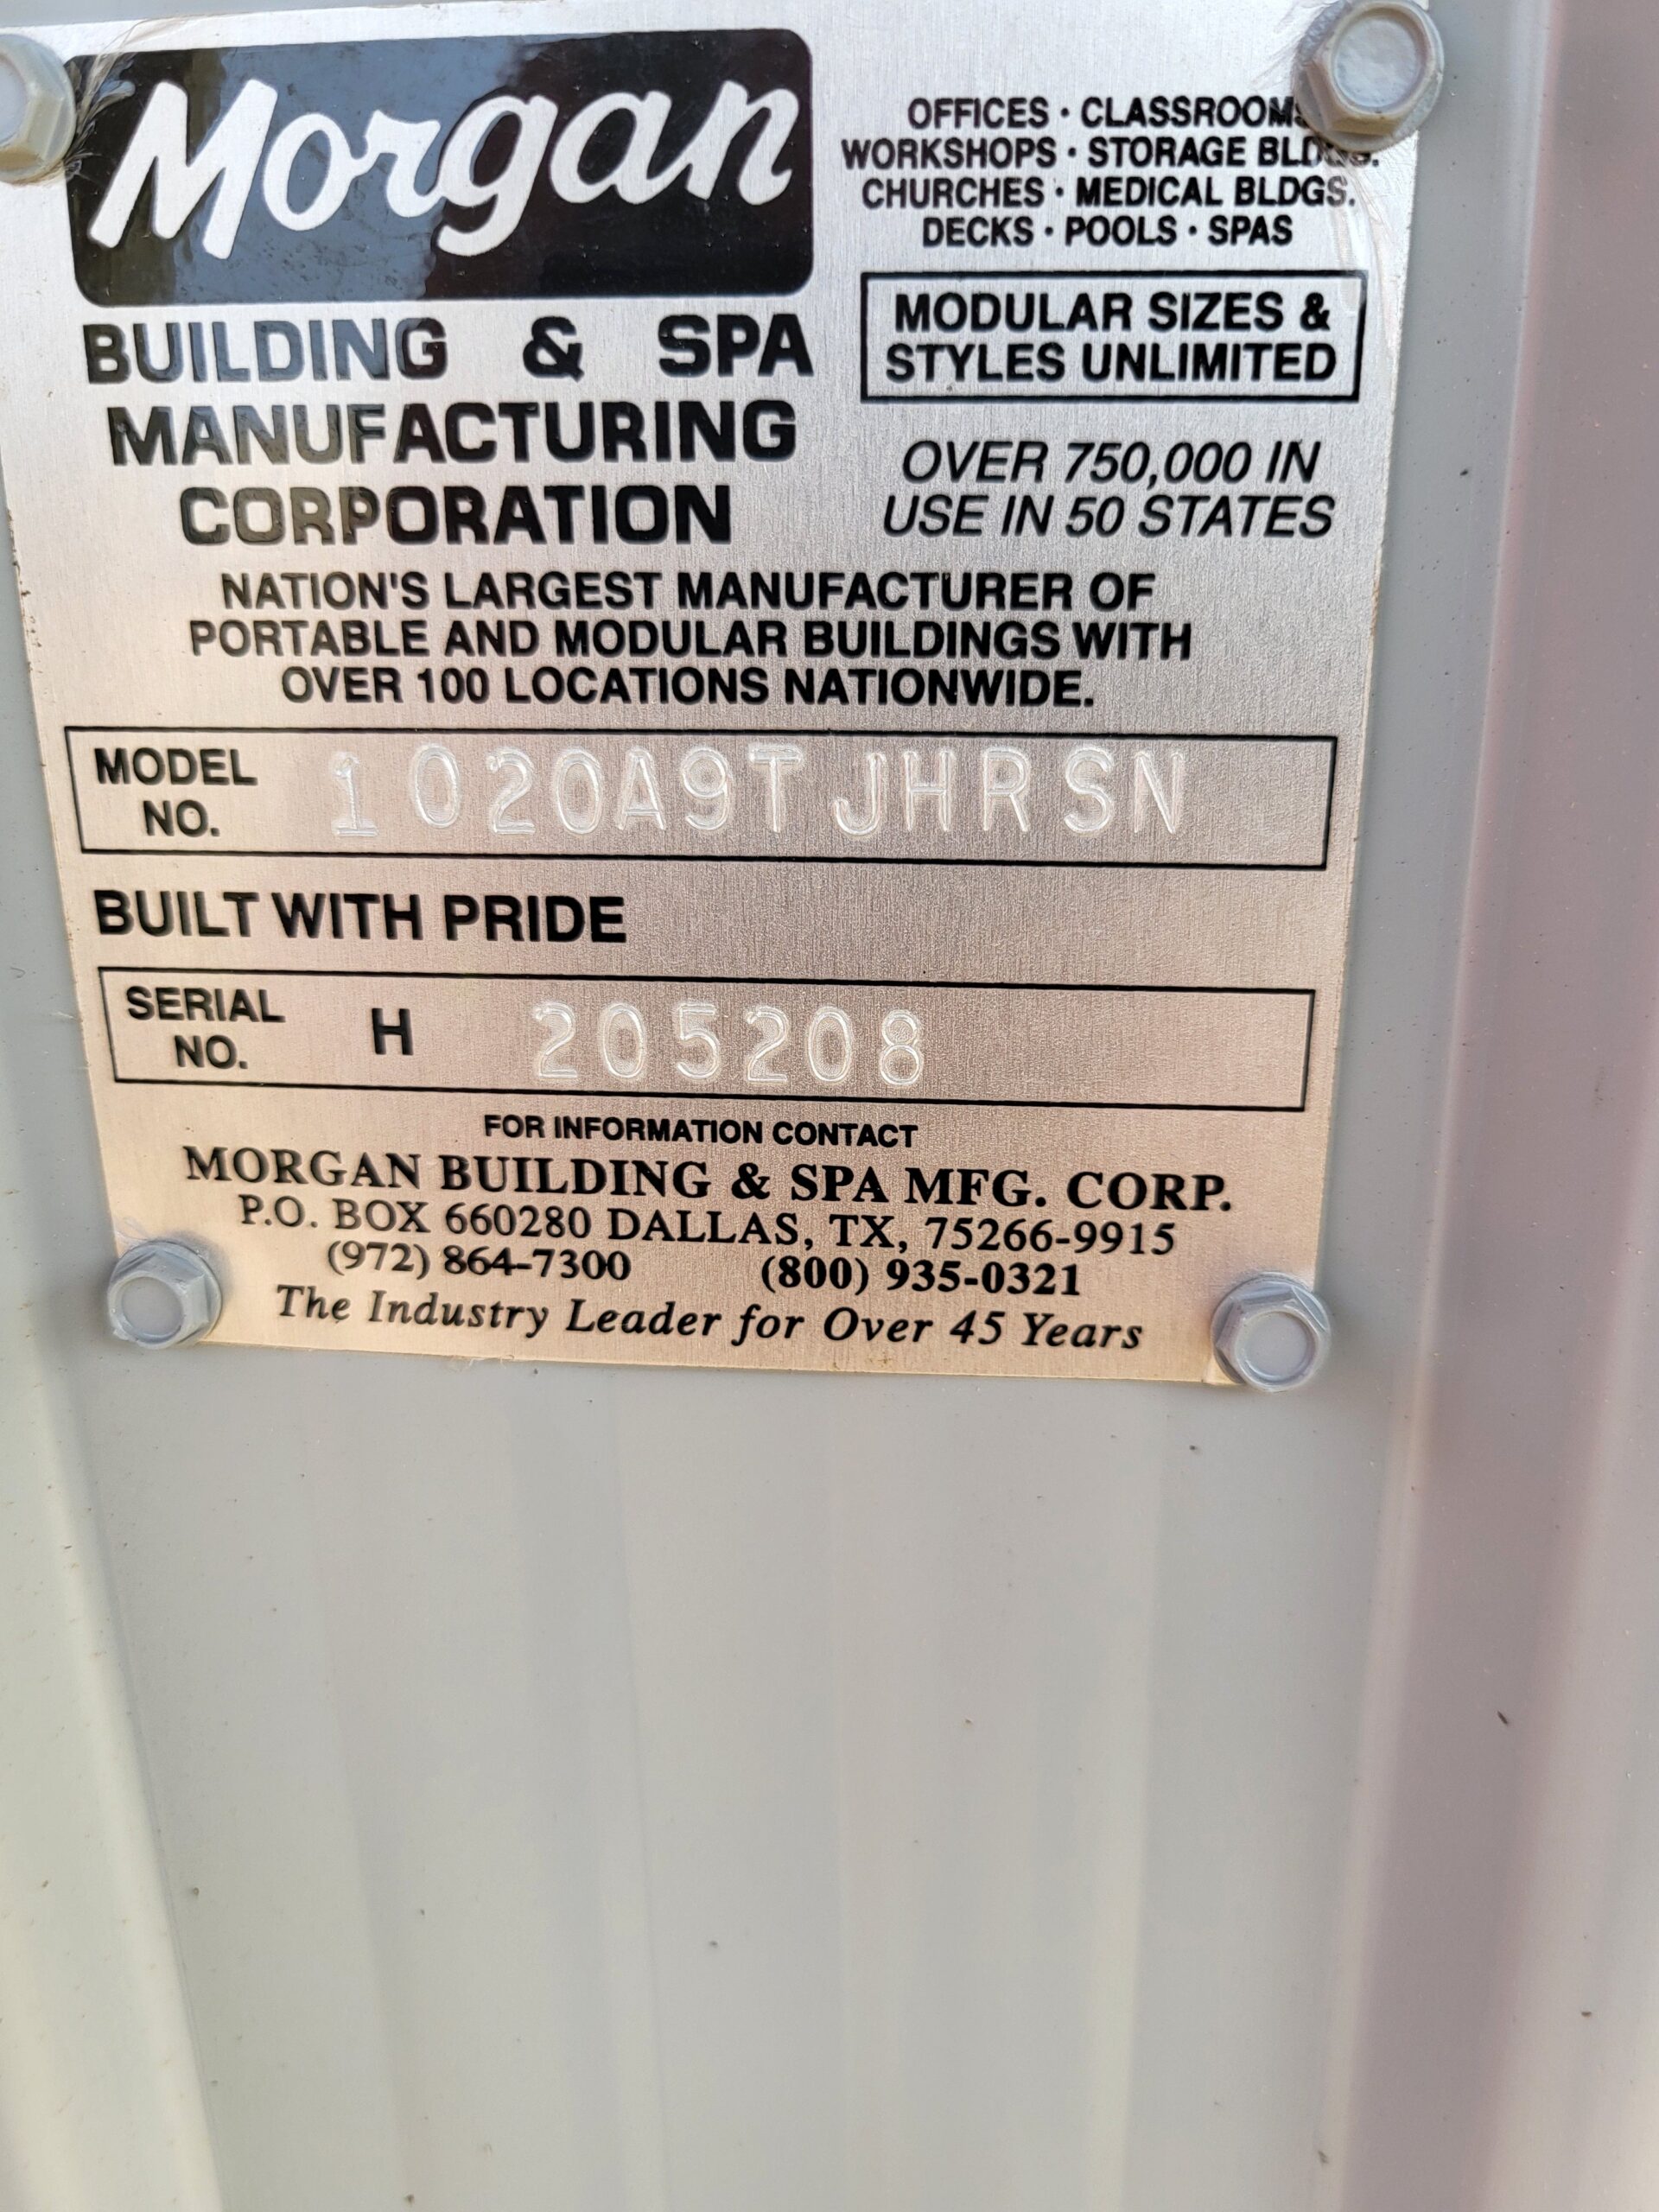 Morgan
BUILDING & SPA
MANUFACTURING
CORPORATION
OFFICES · CLASSROOMS
WORKSHOPS · STORAGE BLDGS.
CHURCHES · MEDICAL BLDGS.
DECKS · POOLS · SPAS
MODULAR SIZES &
STYLES UNLIMITED
OVER 750,000 IN
USE IN 50 STATES
NATION'S LARGEST MANUFACTURER OF
PORTABLE AND MODULAR BUILDINGS WITH
OVER 100 LOCATIONS NATIONWIDE.
MODEL NO. 1020A9TJHRSN
BUILT WITH PRIDE
SERIAL NO. H 205208
FOR INFORMATION CONTACT
MORGAN BUILDING & SPA MFG. CORP.
P.O. BOX 660280 DALLAS, TX, 75266-9915
(972) 864-7300 (800) 935-0321
The Industry Leader for Over 45 Years